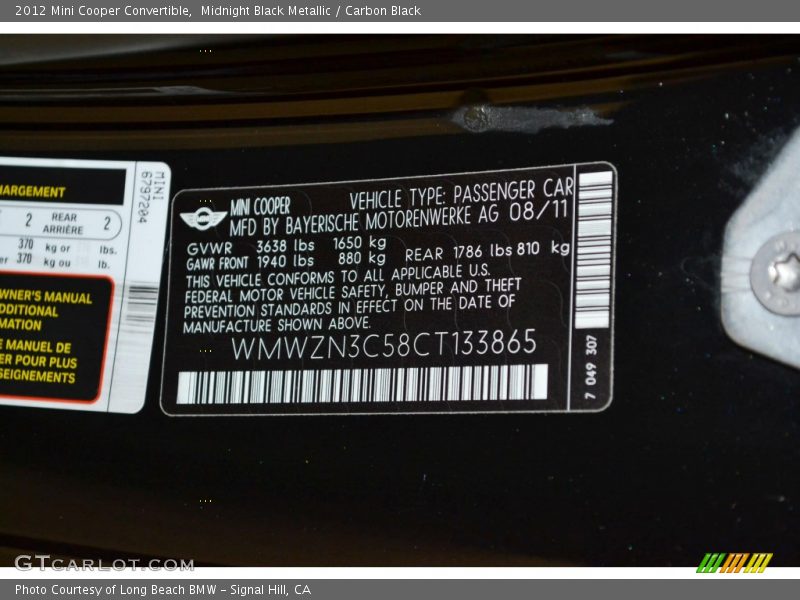 2012 Mini Cooper Convertible,  Midnight Black Metallic / Carbon Black
HARGEMENT
2 REAR ARRIÈRE 2
370 kg or lbs.
370 kg ou lb.
WNER'S MANUAL
DDITIONAL
MATION
E MANUEL DE
ER POUR PLUS
SEIGNEMENTS
MINI
6797204
MINI COOPER VEHICLE TYPE: PASSENGER CAR
MFD BY BAYERISCHE MOTORENWERKE AG 08/11
GVWR 3638 lbs 1650 kg
GAWR FRONT 1940 lbs 880 kg REAR 1786 lbs 810 kg
THIS VEHICLE CONFORMS TO ALL APPLICABLE U.S.
FEDERAL MOTOR VEHICLE SAFETY, BUMPER AND THEFT
PREVENTION STANDARDS IN EFFECT ON THE DATE OF
MANUFACTURE SHOWN ABOVE.
WMWZN3C58CT133865
7 049 307
GTCARLOT.COM
Photo Courtesy of Long Beach BMW – Signal Hill, CA